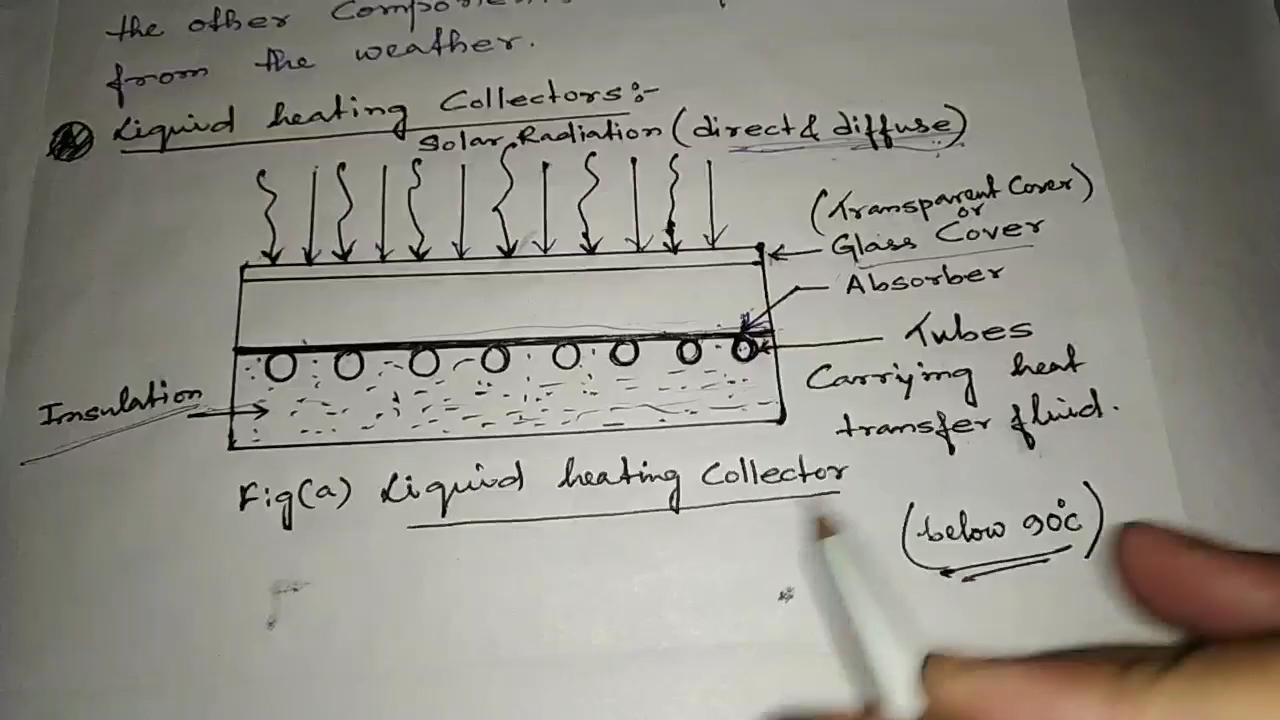 the other
from the weather.
Liquid heating Collectors:-
Solar Radiation (direct & diffuse)
(Transparent Cover)
or
Glass Cover
Absorber
Tubes
Carrying heat
transfer fluid.
Insulation
Fig(a) Liquid heating Collector
(below 90°C)